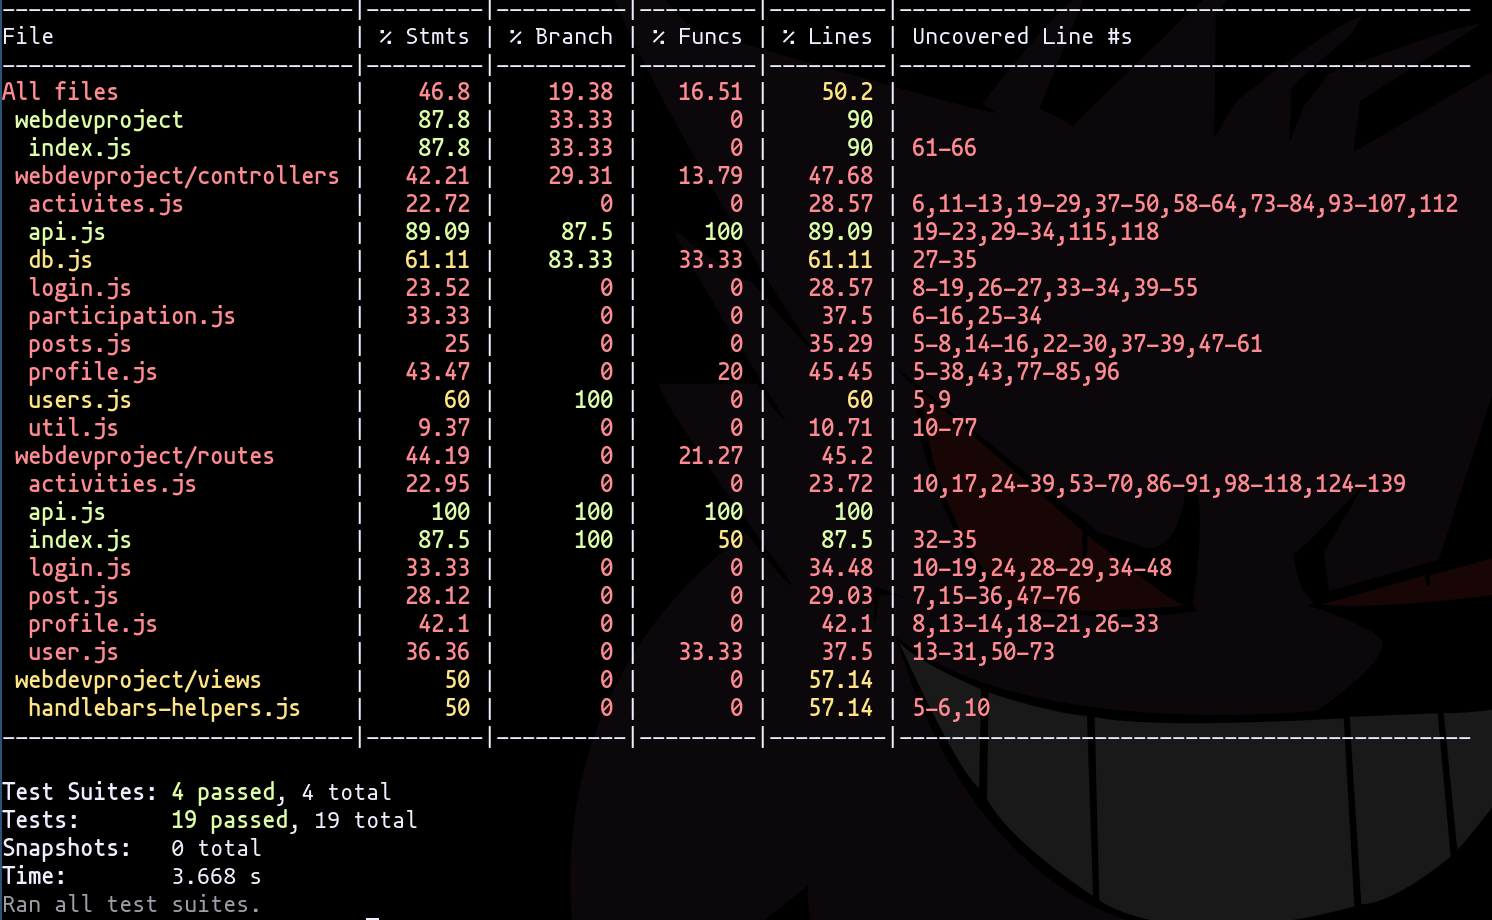 ---------------------------|---------|----------|---------|---------|--------------------------------------------
File                       | % Stmts | % Branch | % Funcs | % Lines | Uncovered Line #s
---------------------------|---------|----------|---------|---------|--------------------------------------------
All files                  |    46.8 |    19.38 |   16.51 |    50.2 |
 webdevproject             |    87.8 |    33.33 |       0 |      90 |
  index.js                 |    87.8 |    33.33 |       0 |      90 | 61-66
 webdevproject/controllers |   42.21 |    29.31 |   13.79 |   47.68 |
  activites.js             |   22.72 |        0 |       0 |   28.57 | 6,11-13,19-29,37-50,58-64,73-84,93-107,112
  api.js                   |   89.09 |     87.5 |     100 |   89.09 | 19-23,29-34,115,118
  db.js                    |   61.11 |    83.33 |   33.33 |   61.11 | 27-35
  login.js                 |   23.52 |        0 |       0 |   28.57 | 8-19,26-27,33-34,39-55
  participation.js         |   33.33 |        0 |       0 |    37.5 | 6-16,25-34
  posts.js                 |      25 |        0 |       0 |   35.29 | 5-8,14-16,22-30,37-39,47-61
  profile.js               |   43.47 |        0 |      20 |   45.45 | 5-38,43,77-85,96
  users.js                 |      60 |      100 |       0 |      60 | 5,9
  util.js                  |    9.37 |        0 |       0 |   10.71 | 10-77
 webdevproject/routes      |   44.19 |        0 |   21.27 |    45.2 |
  activities.js            |   22.95 |        0 |       0 |   23.72 | 10,17,24-39,53-70,86-91,98-118,124-139
  api.js                   |     100 |      100 |     100 |     100 |
  index.js                 |    87.5 |      100 |      50 |    87.5 | 32-35
  login.js                 |   33.33 |        0 |       0 |   34.48 | 10-19,24,28-29,34-48
  post.js                  |   28.12 |        0 |       0 |   29.03 | 7,15-36,47-76
  profile.js               |    42.1 |        0 |       0 |    42.1 | 8,13-14,18-21,26-33
  user.js                  |   36.36 |        0 |   33.33 |    37.5 | 13-31,50-73
 webdevproject/views       |      50 |        0 |       0 |   57.14 |
  handlebars-helpers.js    |      50 |        0 |       0 |   57.14 | 5-6,10
---------------------------|---------|----------|---------|---------|--------------------------------------------
Test Suites: 4 passed, 4 total
Tests:       19 passed, 19 total
Snapshots:   0 total
Time:        3.668 s
Ran all test suites.